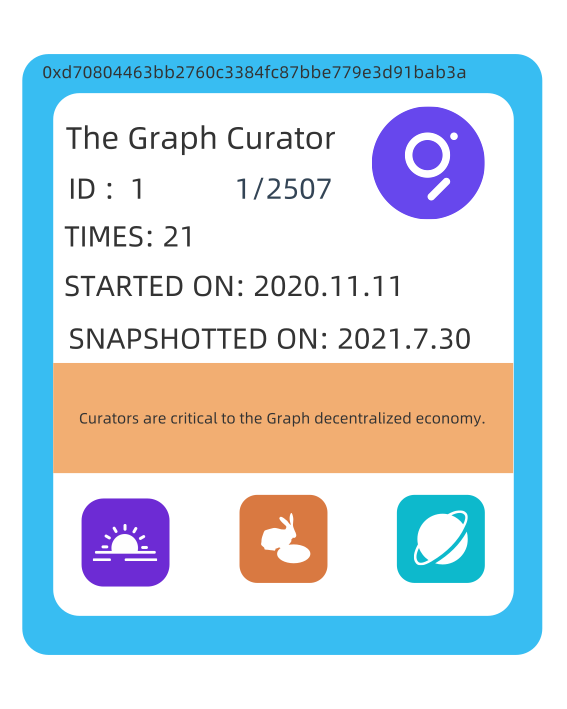 0xd70804463bb2760c3384fc87bbe779e3d91bab3a
The Graph Curator
ID : 1 1/2507
TIMES: 21
STARTED ON: 2020.11.11
SNAPSHOTTED ON: 2021.7.30
Curators are critical to the Graph decentralized economy.